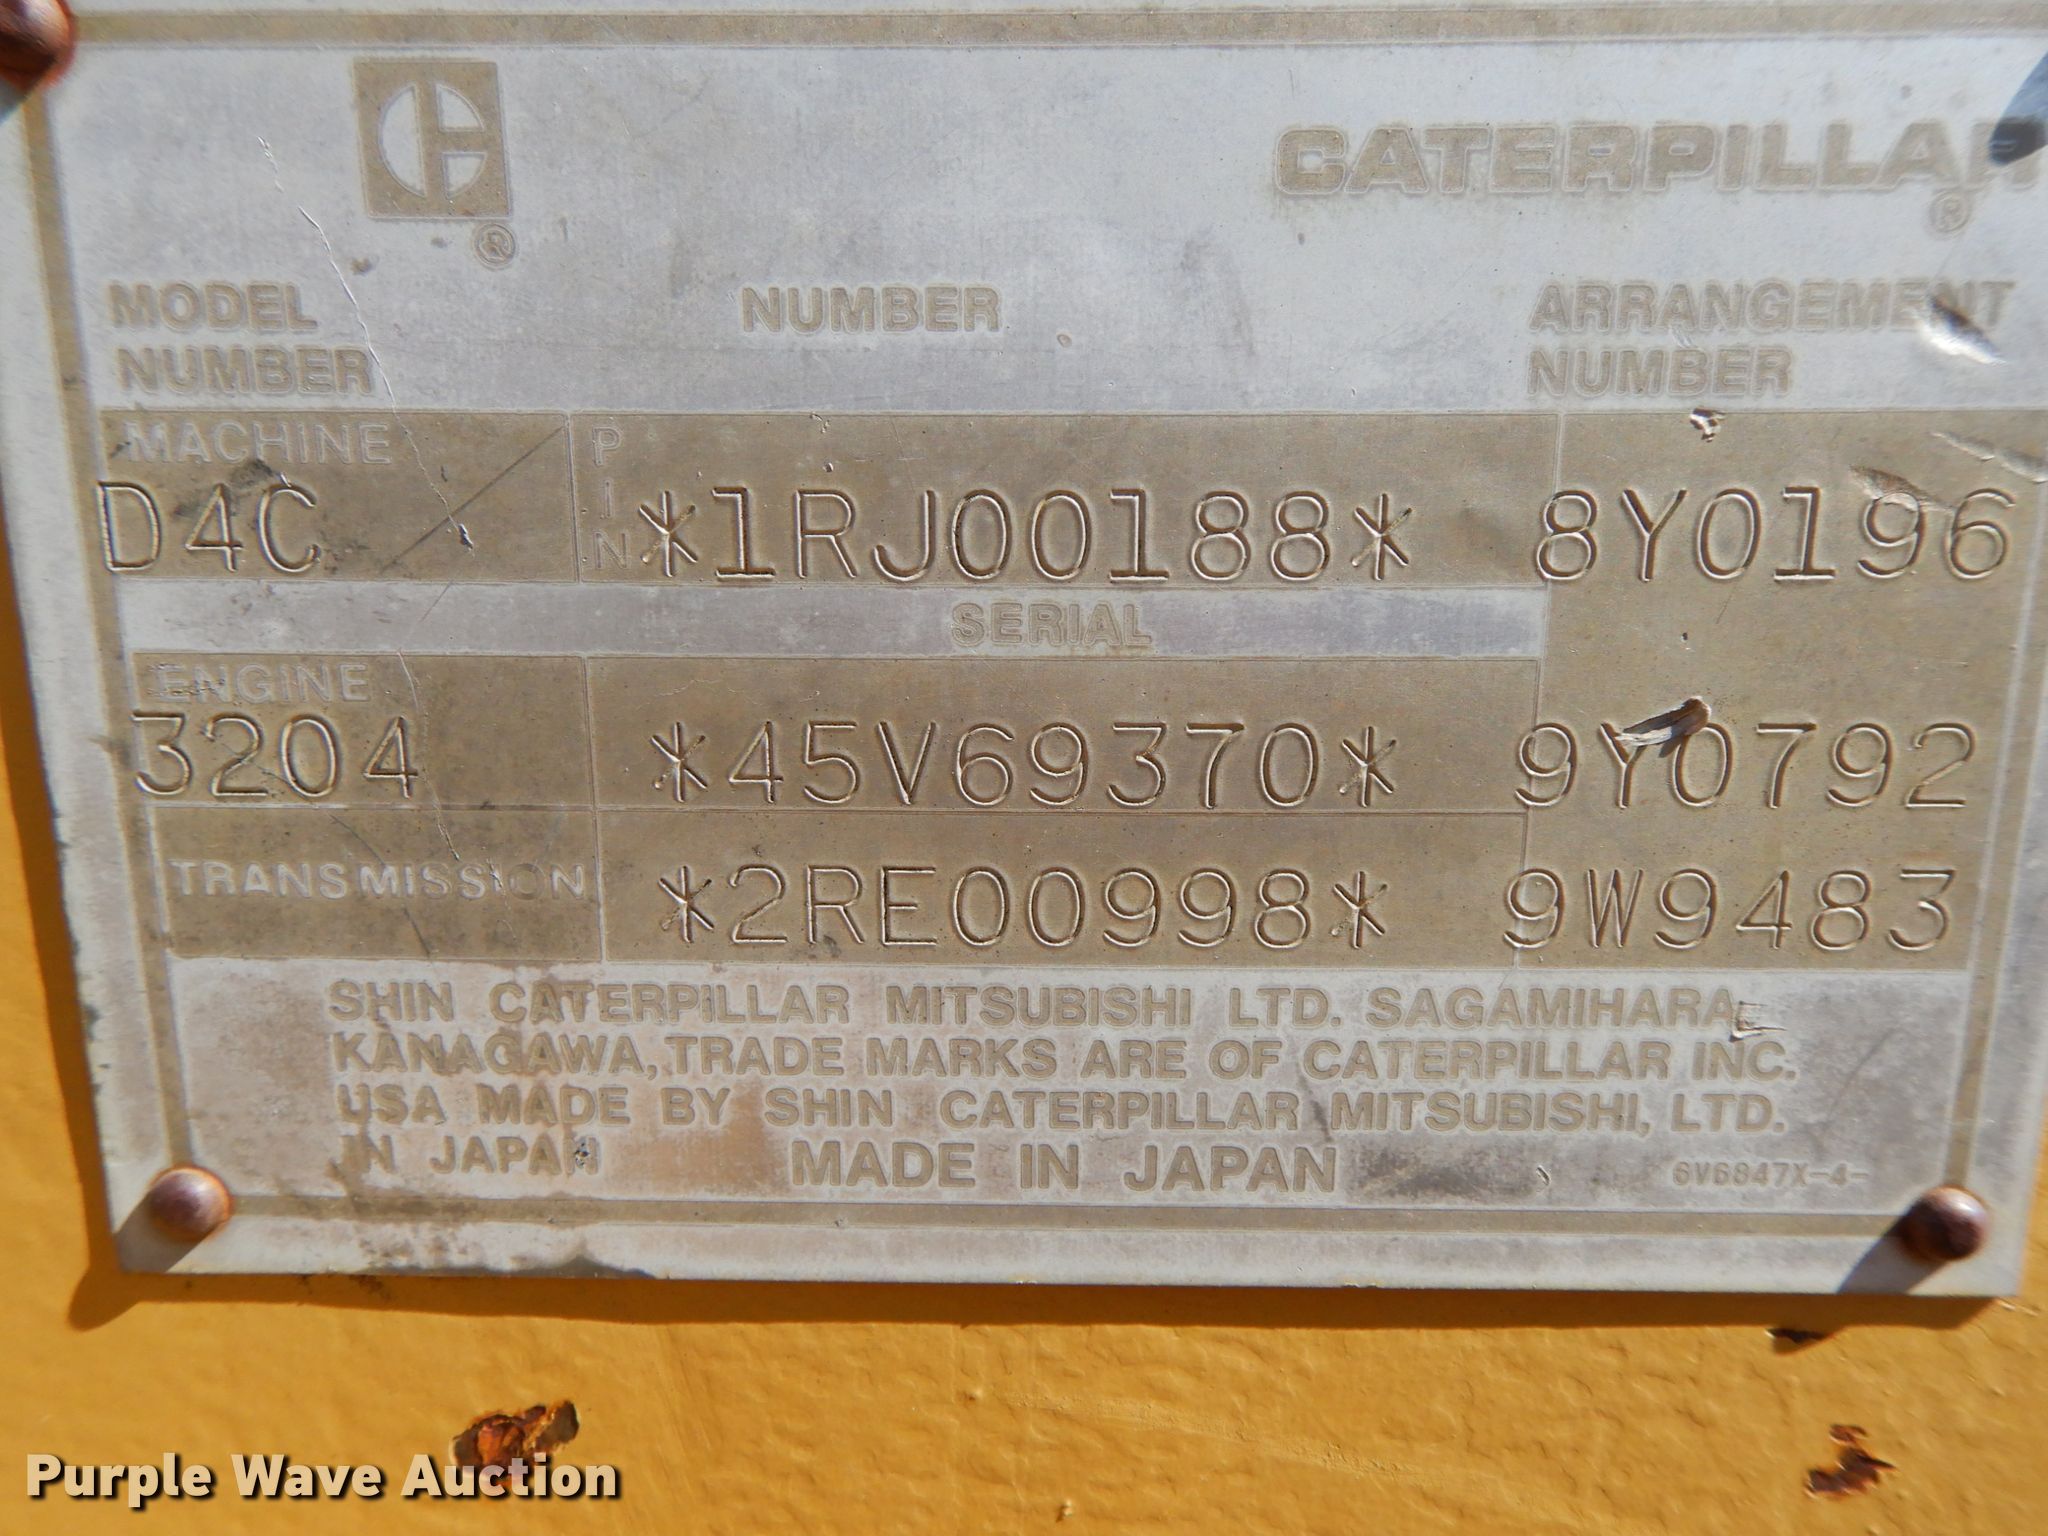 CATERPILLAR
®
®
MODEL NUMBER ARRANGEMENT
NUMBER NUMBER
MACHINE PIN
D4C *1RJ00188* 8Y0196
SERIAL
ENGINE
3204 *45V69370* 9Y0792
TRANSMISSION *2RE00998* 9W9483
SHIN CATERPILLAR MITSUBISHI LTD. SAGAMIHARA
KANAGAWA, TRADE MARKS ARE OF CATERPILLAR INC.
USA MADE BY SHIN CATERPILLAR MITSUBISHI, LTD.
IN JAPAN MADE IN JAPAN 6V6847X-4-
Purple Wave Auction